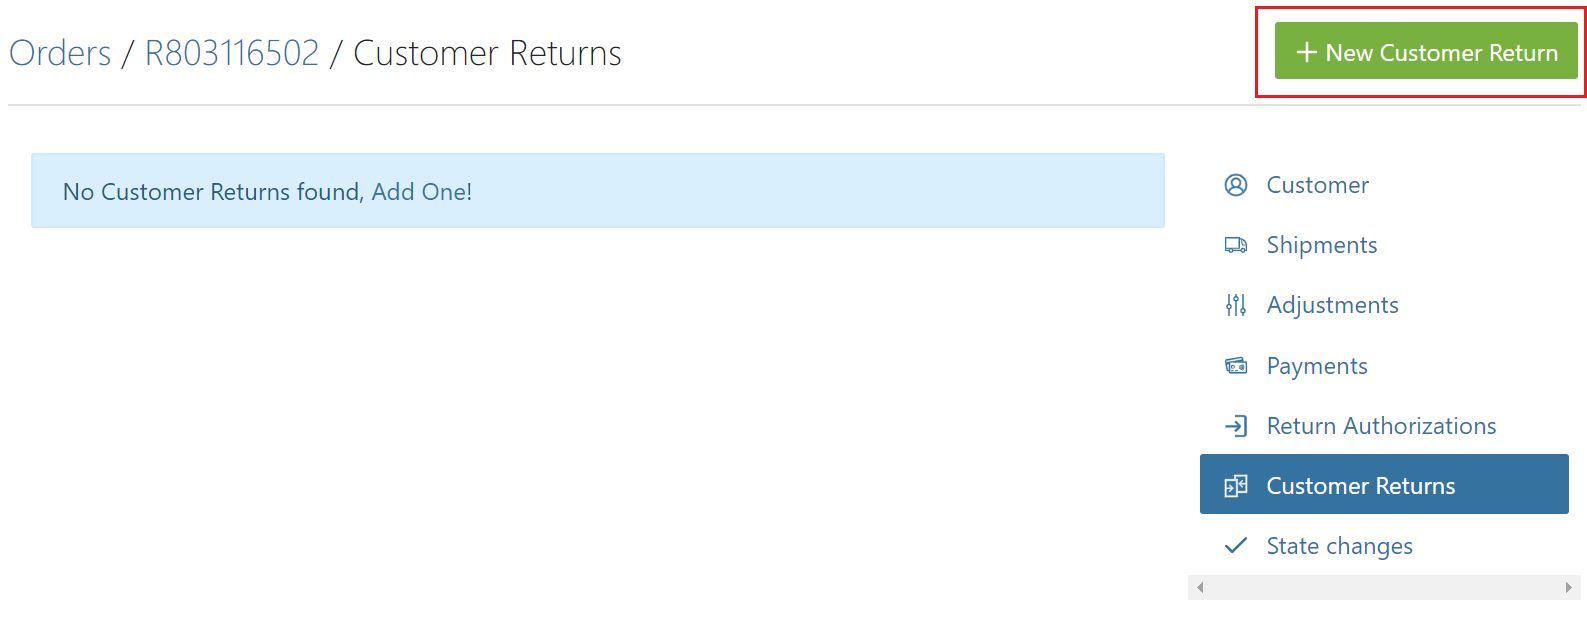 Orders / R803116502 / Customer Returns
+ New Customer Return
No Customer Returns found, Add One!
Customer
Shipments
Adjustments
Payments
Return Authorizations
Customer Returns
State changes